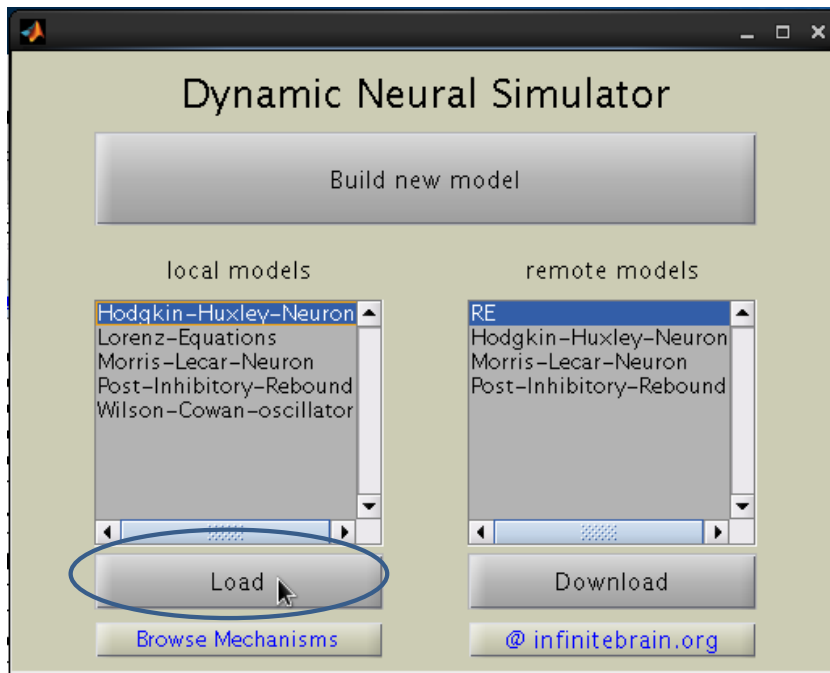 Dynamic Neural Simulator
Build new model
local models
Hodgkin-Huxley-Neuron
Lorenz-Equations
Morris-Lecar-Neuron
Post-Inhibitory-Rebound
Wilson-Cowan-oscillator
Load
Browse Mechanisms
remote models
RE
Hodgkin-Huxley-Neuron
Morris-Lecar-Neuron
Post-Inhibitory-Rebound
Download
@ infinitebrain.org